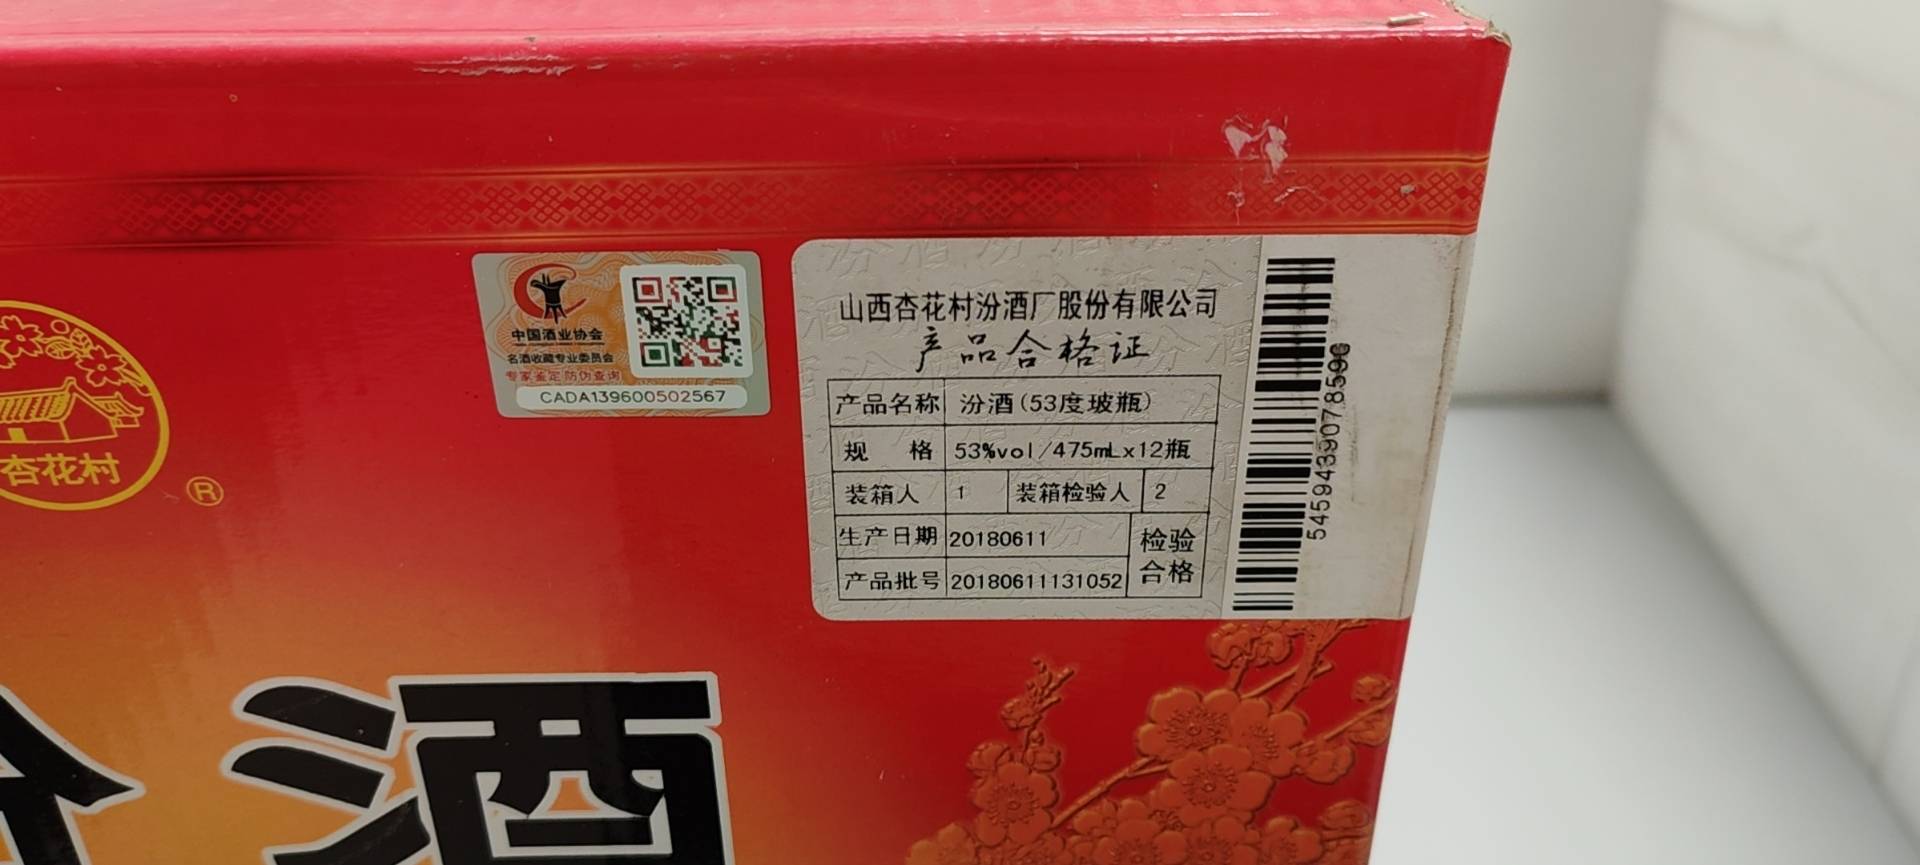 中国酒业协会
名酒收藏专业委员会
专家鉴定 防伪查询
CADA139600502567
山西杏花村汾酒厂股份有限公司
产品合格证
产品名称 汾酒(53度玻瓶)
规 格 53%vol/475mLx12瓶
装箱人 1 装箱检验人 2
生产日期 20180611 检验
产品批号 20180611131052 合格
5459439078596
杏花村
®
汾酒